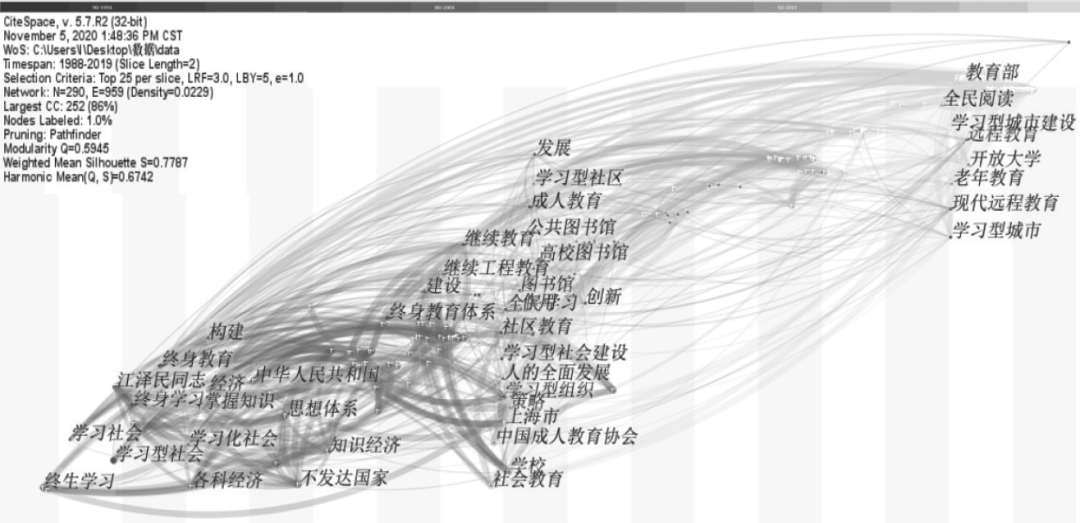 CiteSpace, v. 5.7.R2 (32-bit)
November 5, 2020 1:48:36 PM CST
WoS: C:\Users\l\Desktop\数据\data
Timespan: 1988-2019 (Slice Length=2)
Selection Criteria: Top 25 per slice, LRF=3.0, LBY=5, e=1.0
Network: N=290, E=959 (Density=0.0229)
Largest CC: 252 (86%)
Nodes Labeled: 1.0%
Pruning: Pathfinder
Modularity Q=0.5945
Weighted Mean Silhouette S=0.7787
Harmonic Mean(Q, S)=0.6742
教育部
全民阅读
学习型城市建设
远程教育
开放大学
老年教育
现代远程教育
学习型城市
发展
学习型社区
成人教育
公共图书馆
继续教育
高校图书馆
继续工程教育
建设
图书馆
创新
终身教育体系
社区教育
学习型社会建设
人的全面发展
学习型组织
策略
上海市
中国成人教育协会
学校
社会教育
构建
终身教育
江泽民同志
经济
中华人民共和国
终身学习
掌握知识
思想体系
学习社会
学习化社会
学习型社会
知识经济
终生学习
各科经济
不发达国家